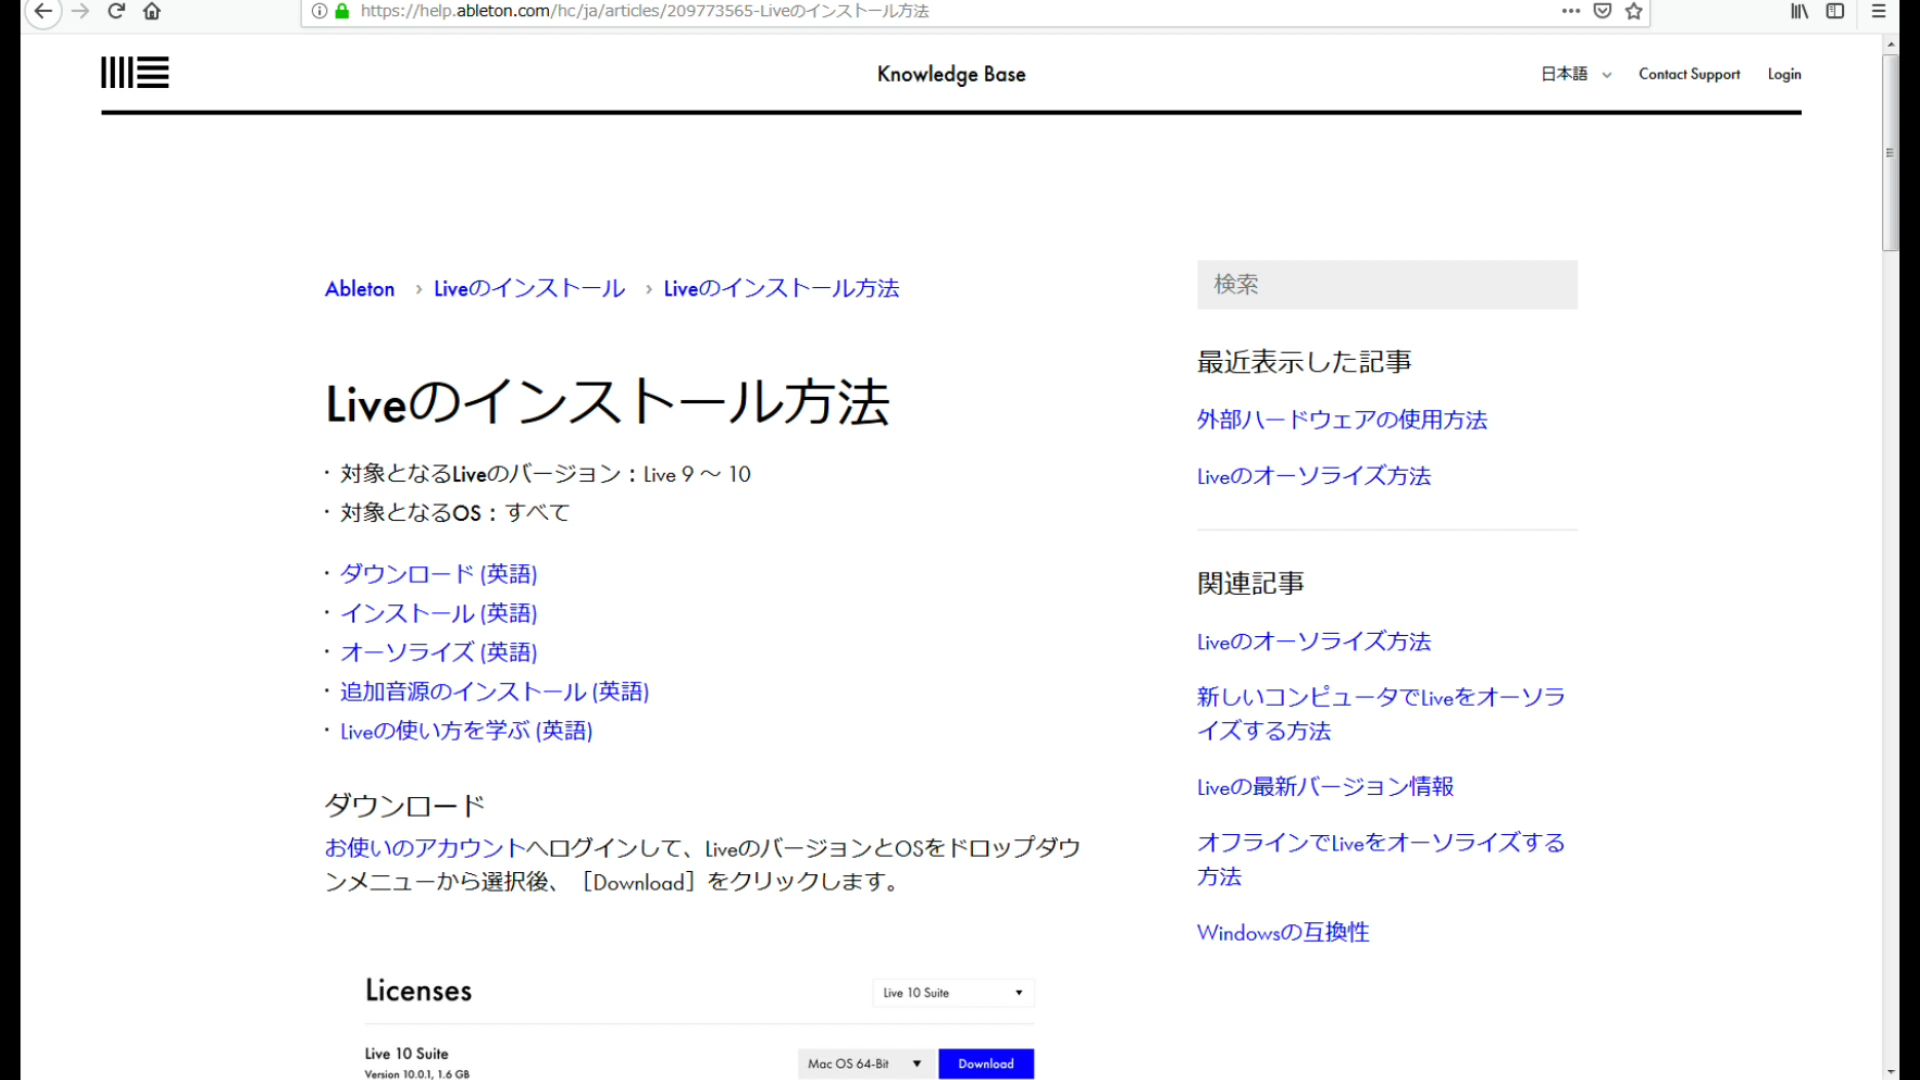 https://help.ableton.com/hc/ja/articles/209773565-Liveのインストール方法
Knowledge Base
日本語
Contact Support
Login
Ableton › Liveのインストール › Liveのインストール方法
Liveのインストール方法
・対象となるLiveのバージョン：Live 9 〜 10
・対象となるOS：すべて
・ダウンロード (英語)
・インストール (英語)
・オーソライズ (英語)
・追加音源のインストール (英語)
・Liveの使い方を学ぶ (英語)
ダウンロード
お使いのアカウントへログインして、LiveのバージョンとOSをドロップダウ
ンメニューから選択後、［Download］をクリックします。
Licenses
Live 10 Suite
Live 10 Suite
Version 10.0.1, 1.6 GB
Mac OS 64-Bit
Download
検索
最近表示した記事
外部ハードウェアの使用方法
Liveのオーソライズ方法
関連記事
Liveのオーソライズ方法
新しいコンピュータでLiveをオーソラ
イズする方法
Liveの最新バージョン情報
オフラインでLiveをオーソライズする
方法
Windowsの互換性